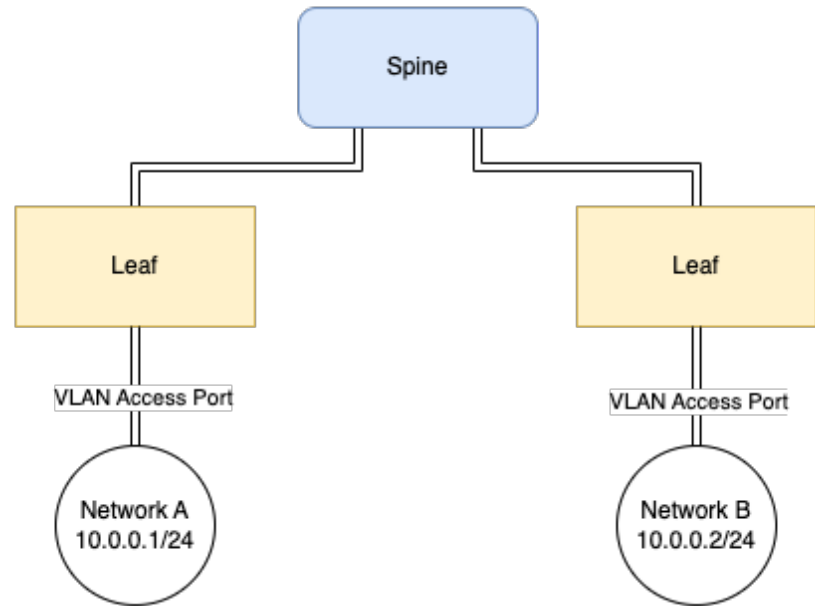 Spine
Leaf
Leaf
VLAN Access Port
VLAN Access Port
Network A
10.0.0.1/24
Network B
10.0.0.2/24